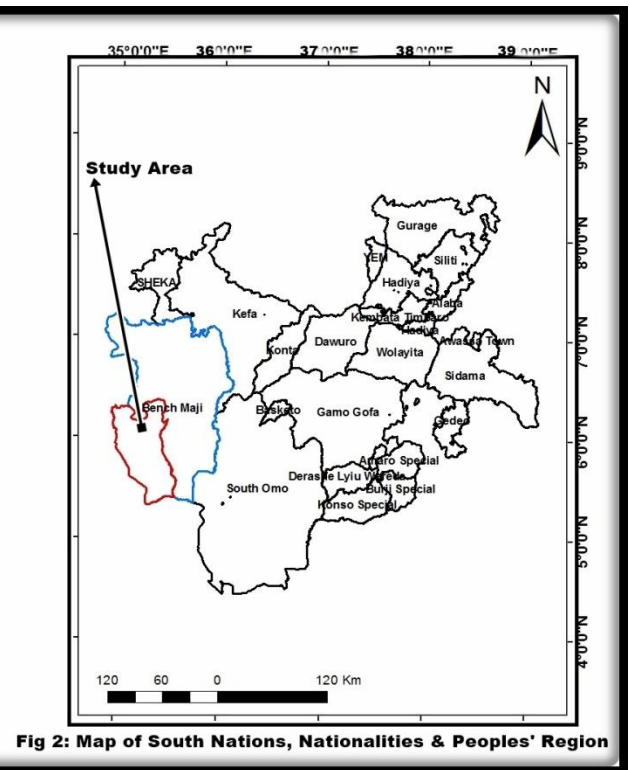 35°0'0"E 36°0'0"E 37°0'0"E 38°0'0"E 39°0'0"E
N
9°0'0"N
Study Area
Gurage
8°0'0"N
YEM
Siliti
SHEKA
Hadiya
Alaba
Kefa
Kembata Timbaro
Hadiya
7°0'0"N
Dawuro
Awassa Town
Konta
Wolayita
Sidama
Bench Maji
Basketo
Gamo Gofa
Gedeo
6°0'0"N
Amaro Special
Derashe Lyiu Wereda
South Omo
Burji Special
Konso Special
5°0'0"N
4°0'0"N
120 60 0 120 Km
Fig 2: Map of South Nations, Nationalities & Peoples' Region